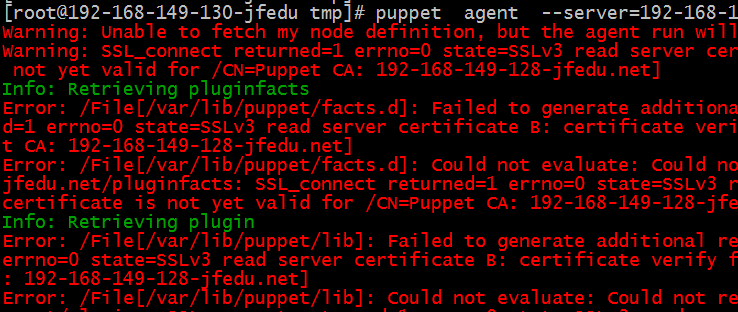 [root@192-168-149-130-jfedu tmp]# puppet  agent  --server=192-168-1
Warning: Unable to fetch my node definition, but the agent run will
Warning: SSL_connect returned=1 errno=0 state=SSLv3 read server cer
 not yet valid for /CN=Puppet CA: 192-168-149-128-jfedu.net]
Info: Retrieving pluginfacts
Error: /File[/var/lib/puppet/facts.d]: Failed to generate additiona
d=1 errno=0 state=SSLv3 read server certificate B: certificate veri
t CA: 192-168-149-128-jfedu.net]
Error: /File[/var/lib/puppet/facts.d]: Could not evaluate: Could no
jfedu.net/pluginfacts: SSL_connect returned=1 errno=0 state=SSLv3 r
certificate is not yet valid for /CN=Puppet CA: 192-168-149-128-jfe
Info: Retrieving plugin
Error: /File[/var/lib/puppet/lib]: Failed to generate additional re
errno=0 state=SSLv3 read server certificate B: certificate verify f
: 192-168-149-128-jfedu.net]
Error: /File[/var/lib/puppet/lib]: Could not evaluate: Could not re